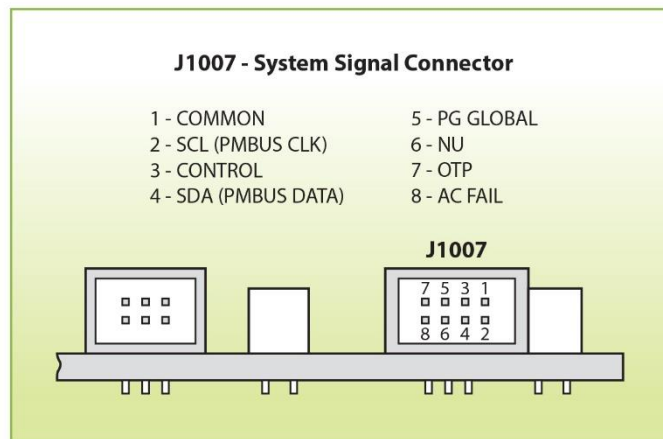 J1007 - System Signal Connector
1 - COMMON
2 - SCL (PMBUS CLK)
3 - CONTROL
4 - SDA (PMBUS DATA)
5 - PG GLOBAL
6 - NU
7 - OTP
8 - AC FAIL
J1007
7 5 3 1
8 6 4 2